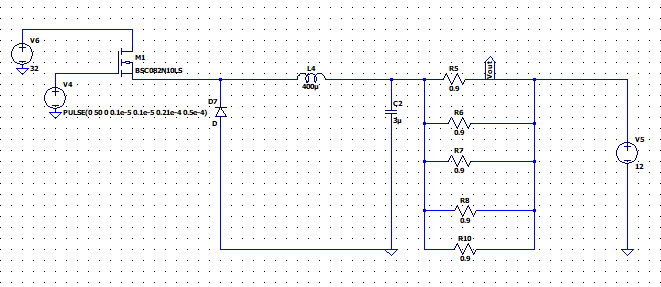 V6
32
M1
BSC082N10LS
V4
PULSE(0 50 0 0.1e-5 0.1e-5 0.21e-4 0.5e-4)
D7
D
L4
400µ
C2
3µ
R5
0.9
Vout
R6
0.9
R7
0.9
R8
0.9
R10
0.9
V5
12